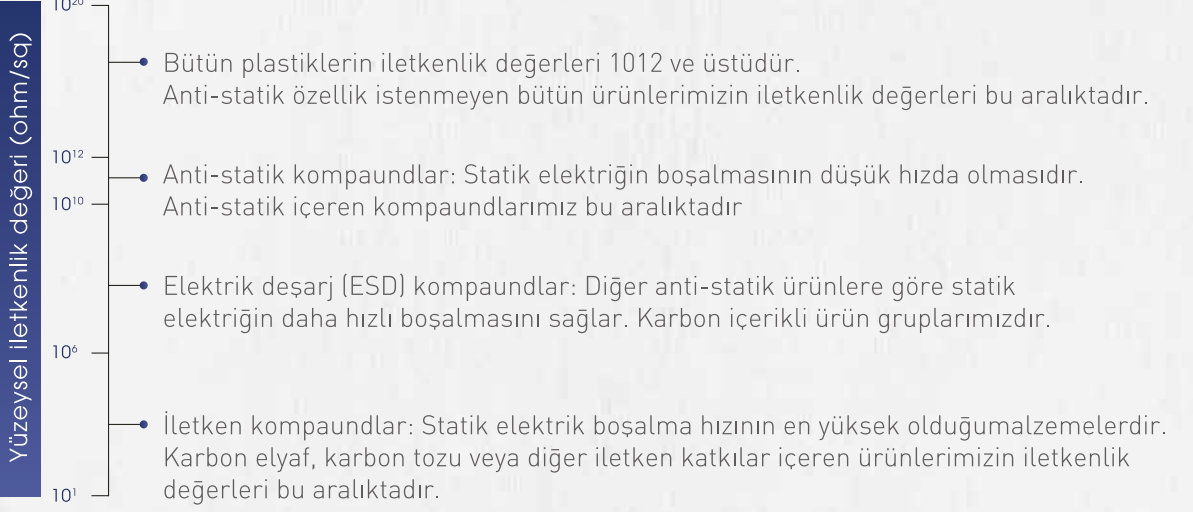 Yüzeysel iletkenlik değeri (ohm/sq)
10²⁰
Bütün plastiklerin iletkenlik değerleri 1012 ve üstüdür.
Anti-statik özellik istenmeyen bütün ürünlerimizin iletkenlik değerleri bu aralıktadır.
10¹²
Anti-statik kompaundlar: Statik elektriğin boşalmasının düşük hızda olmasıdır.
10¹⁰
Anti-statik içeren kompaundlarımız bu aralıktadır
Elektrik deşarj (ESD) kompaundlar: Diğer anti-statik ürünlere göre statik
elektriğin daha hızlı boşalmasını sağlar. Karbon içerikli ürün gruplarımızdır.
10⁶
İletken kompaundlar: Statik elektrik boşalma hızının en yüksek olduğumalzemelerdir.
Karbon elyaf, karbon tozu veya diğer iletken katkılar içeren ürünlerimizin iletkenlik
değerleri bu aralıktadır.
10¹